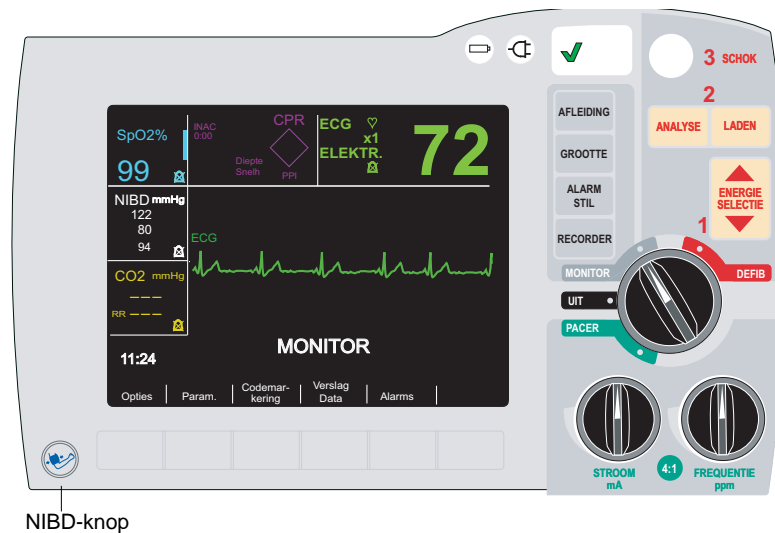 SpO2%
99
INAC
0:00
CPR
Diepte
Snelh
PPI
ECG
x1
ELEKTR.
72
NIBD mmHg
122
80
94
ECG
CO2 mmHg
---
RR ---
11:24
MONITOR
Opties
Param.
Codemar-
kering
Verslag
Data
Alarms
AFLEIDING
GROOTTE
ALARM
STIL
RECORDER
3 SCHOK
2
ANALYSE
LADEN
ENERGIE
SELECTIE
1
MONITOR
DEFIB
UIT
PACER
STROOM
mA
4:1
FREQUENTIE
ppm
NIBD-knop